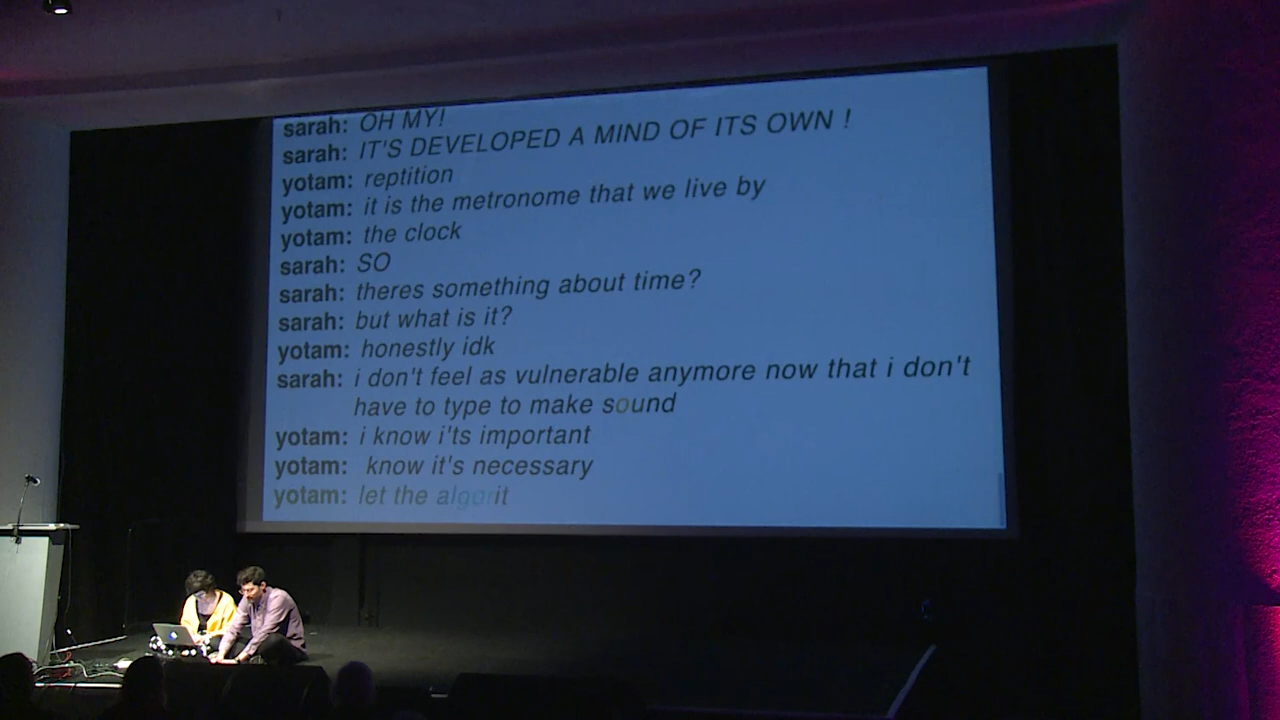 sarah: OH MY!
sarah: IT'S DEVELOPED A MIND OF ITS OWN !
yotam: reptition
yotam: it is the metronome that we live by
yotam: the clock
sarah: SO
sarah: theres something about time?
sarah: but what is it?
yotam: honestly idk
sarah: i don't feel as vulnerable anymore now that i don't
have to type to make sound
yotam: i know i'ts important
yotam: know it's necessary
yotam: let the algorit